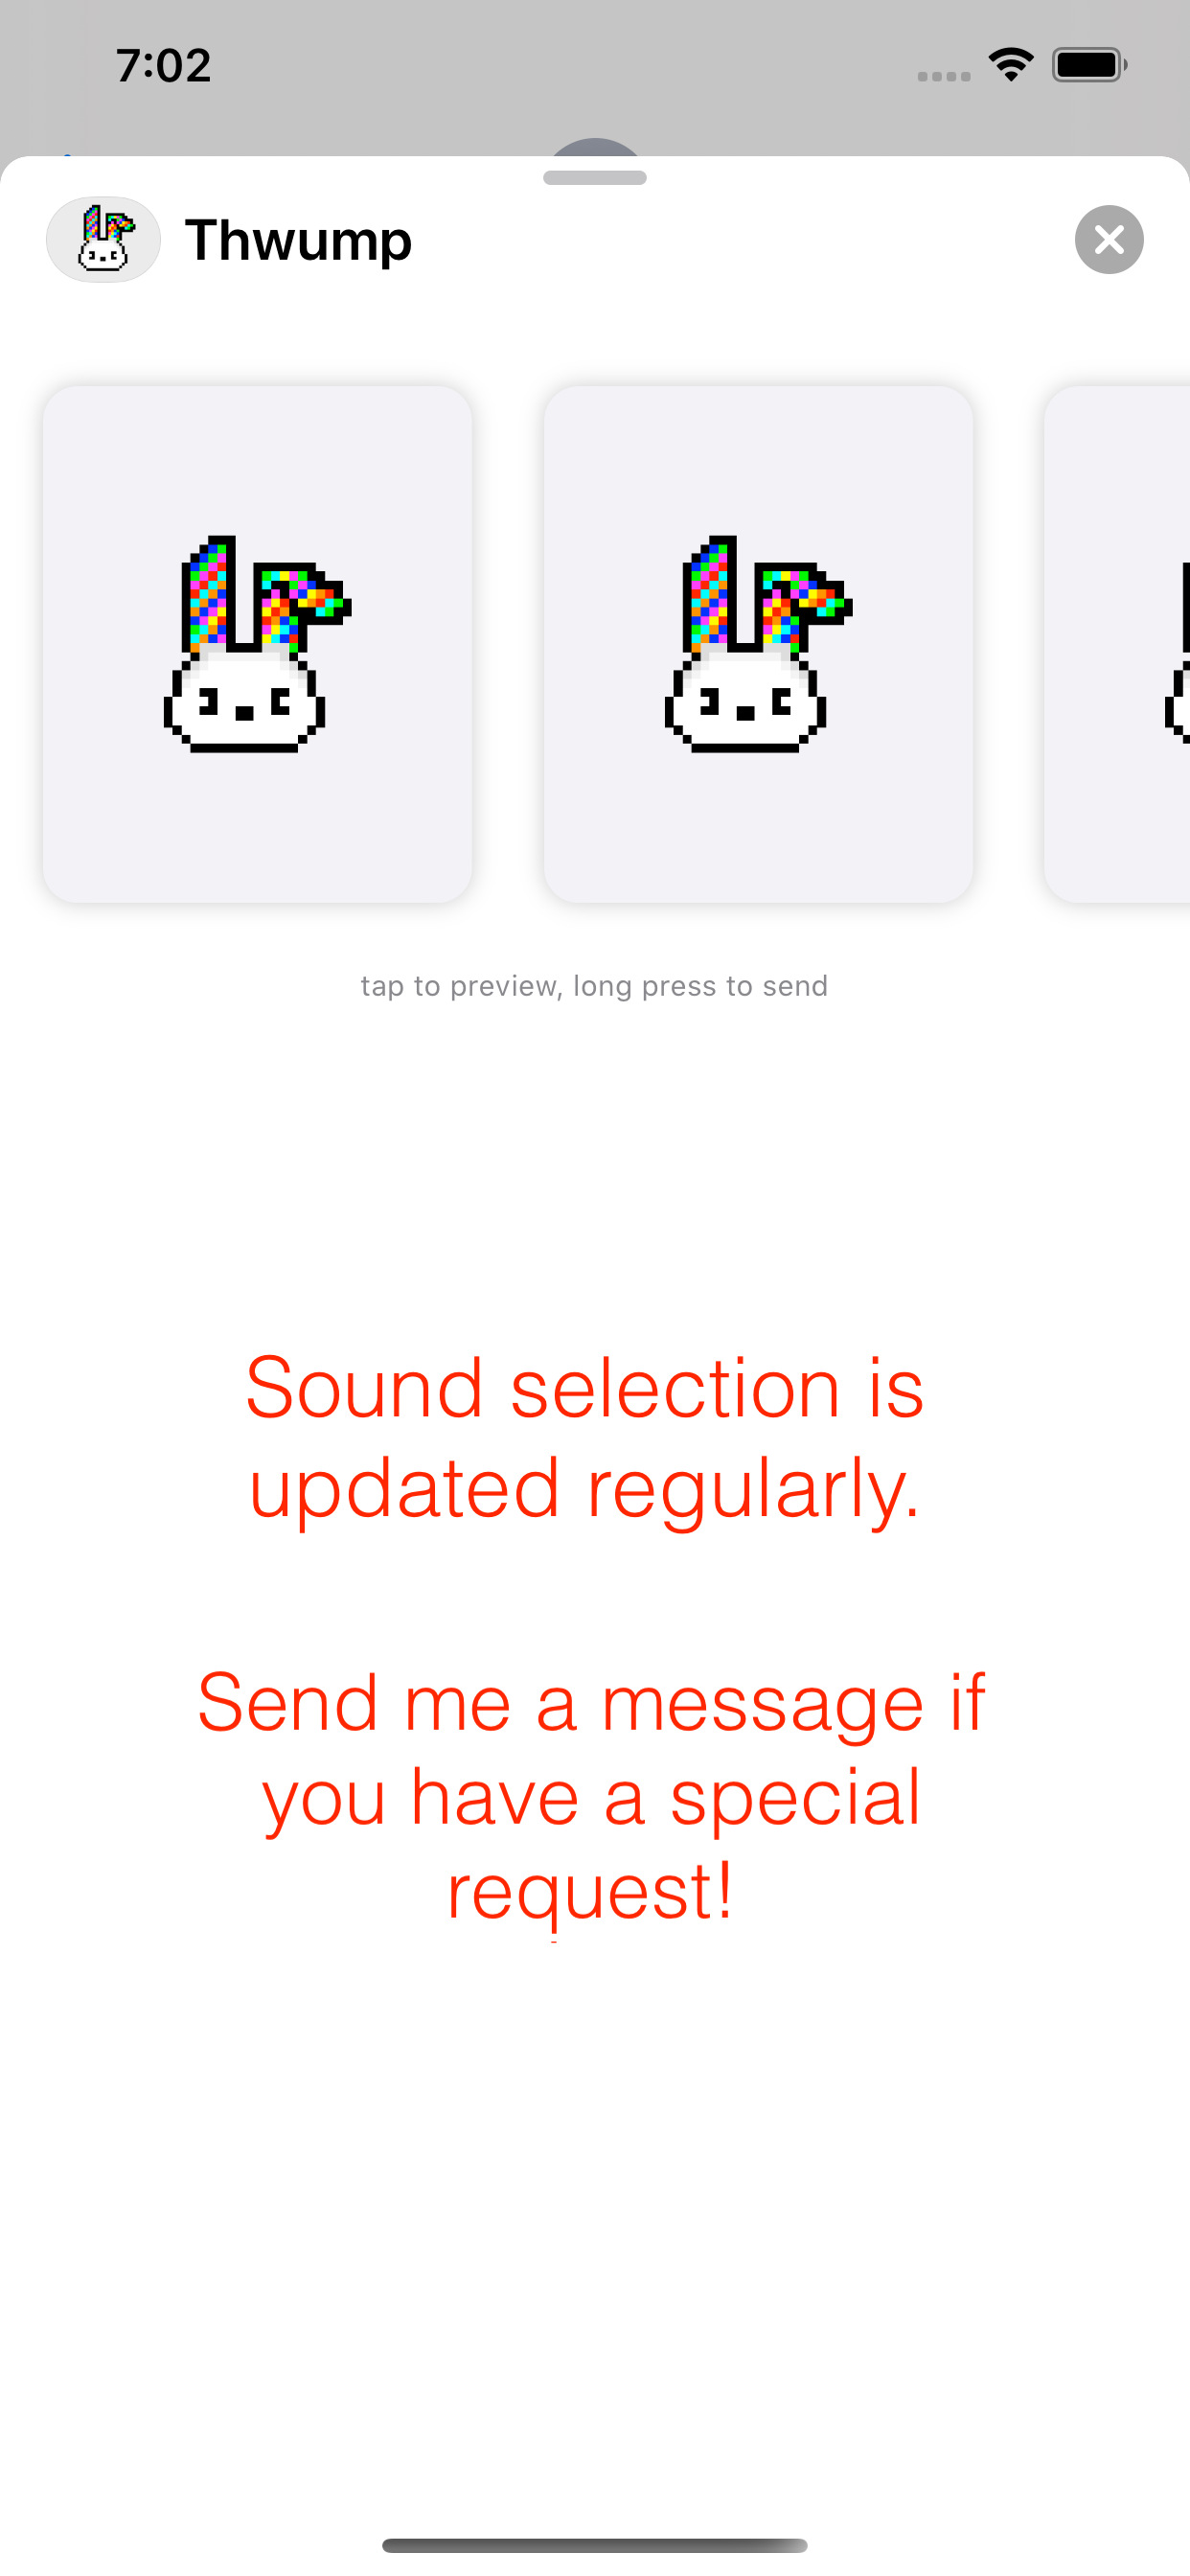 7:02
Thwump
tap to preview, long press to send
Sound selection is
updated regularly.
Send me a message if
you have a special
request!